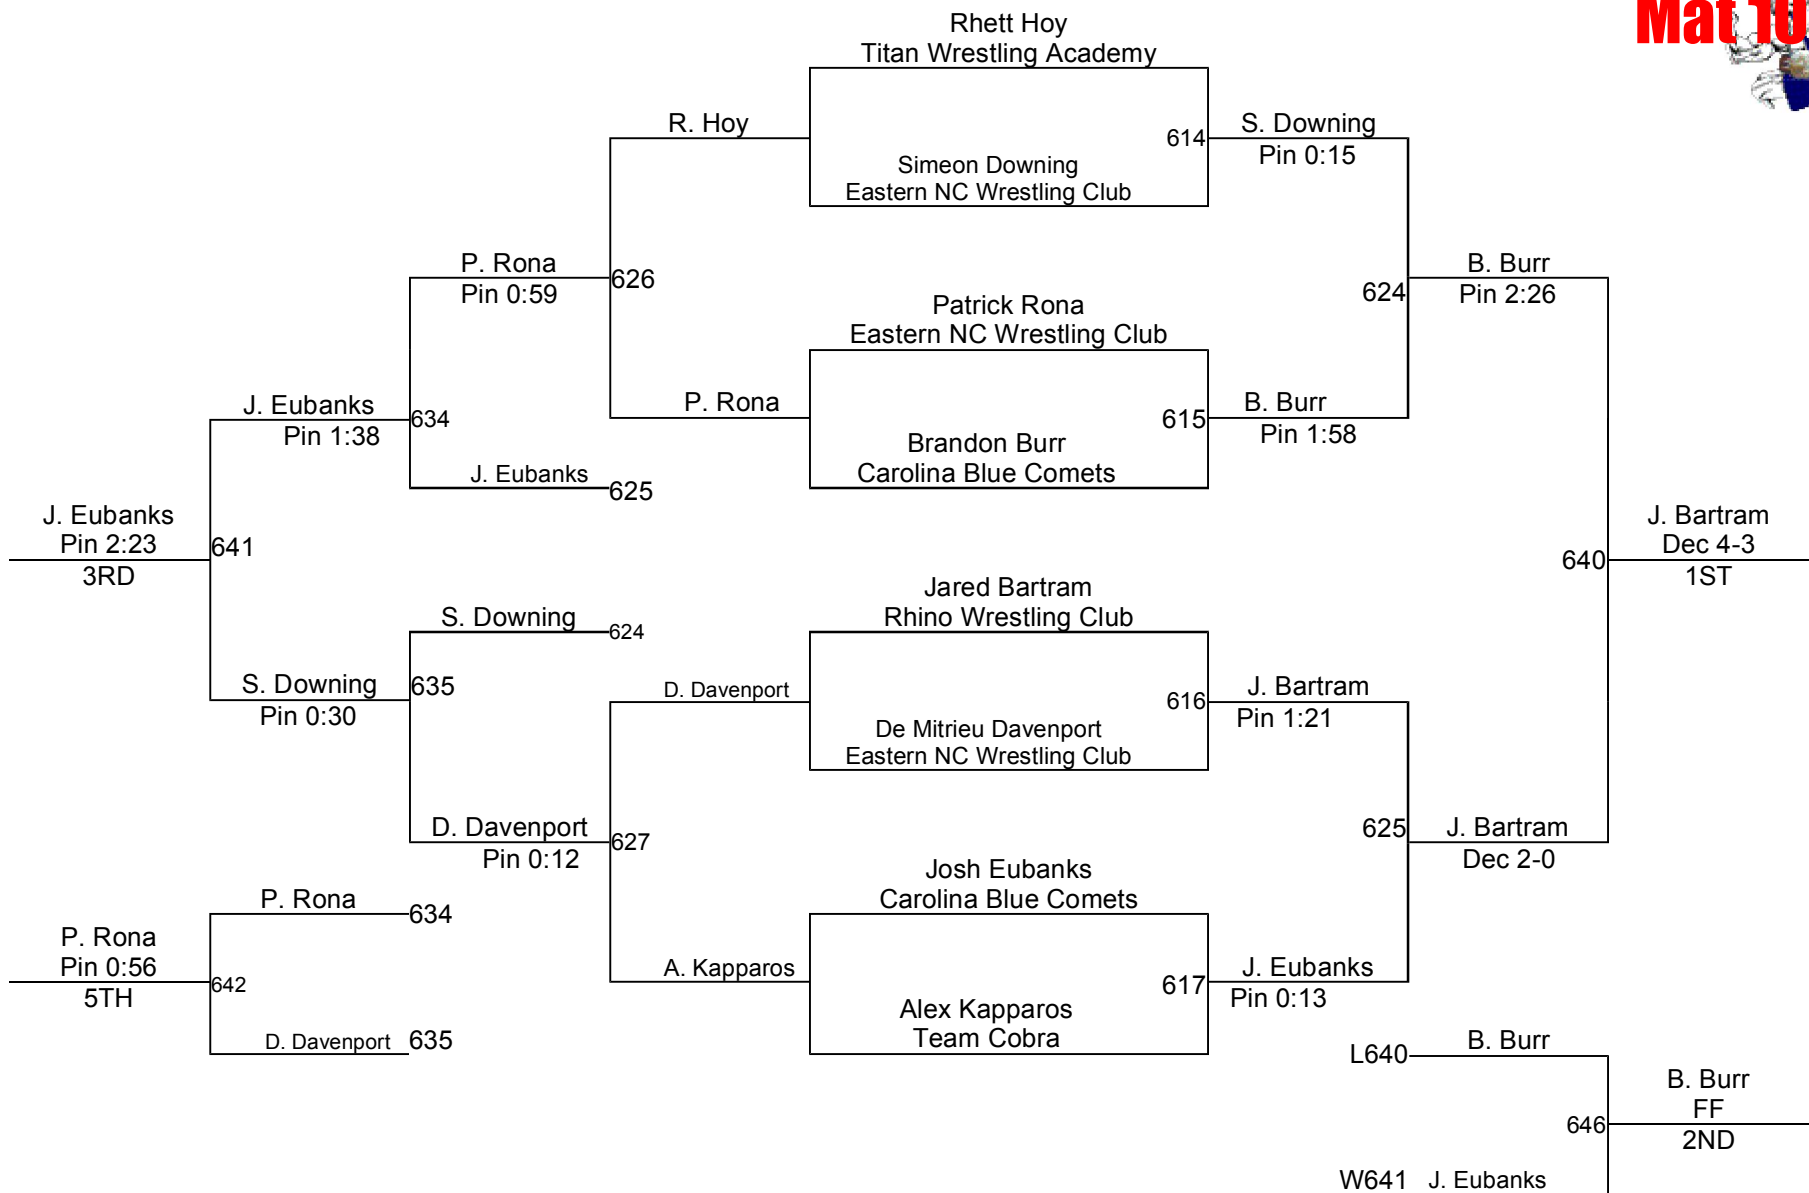 Mat 10
Rhett Hoy
Titan Wrestling Academy
R. Hoy
614
S. Downing
Pin 0:15
Simeon Downing
Eastern NC Wrestling Club
P. Rona
Pin 0:59
626
B. Burr
Pin 2:26
624
Patrick Rona
Eastern NC Wrestling Club
J. Eubanks
Pin 1:38
634
P. Rona
615
B. Burr
Pin 1:58
Brandon Burr
Carolina Blue Comets
J. Eubanks
625
J. Eubanks
Pin 2:23
3RD
641
640
J. Bartram
Dec 4-3
1ST
Jared Bartram
Rhino Wrestling Club
S. Downing
624
S. Downing
Pin 0:30
635
D. Davenport
616
J. Bartram
Pin 1:21
De Mitrieu Davenport
Eastern NC Wrestling Club
D. Davenport
Pin 0:12
627
625
J. Bartram
Dec 2-0
Josh Eubanks
Carolina Blue Comets
P. Rona
634
P. Rona
Pin 0:56
5TH
642
A. Kapparos
617
J. Eubanks
Pin 0:13
Alex Kapparos
Team Cobra
D. Davenport
635
L640
B. Burr
646
B. Burr
FF
2ND
W641
J. Eubanks